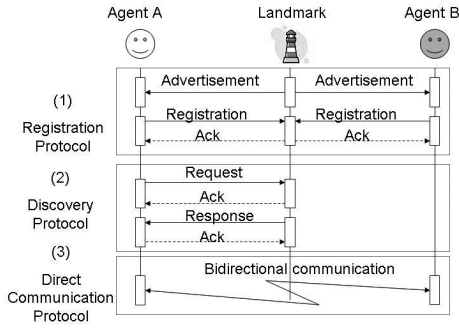 Agent A Landmark Agent B
Advertisement Advertisement
(1)
Registration Registration
Registration
Protocol
Ack Ack
(2)
Request
Discovery
Protocol
Ack
Response
Ack
(3)
Direct
Communication
Protocol
Bidirectional communication